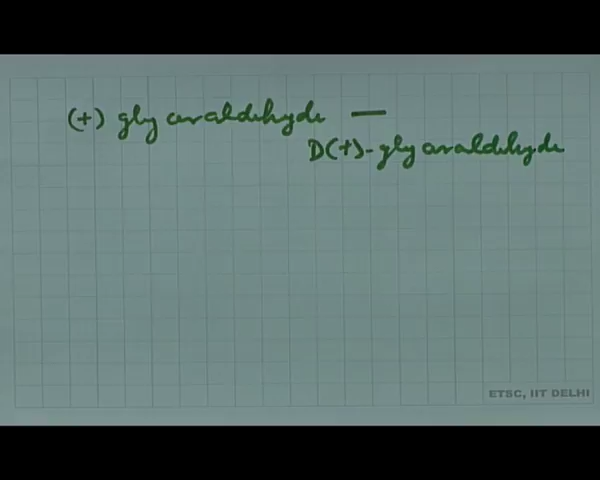 (+) glyceraldehyde —
D(+)-glyceraldehyde
ETSC, IIT DELHI